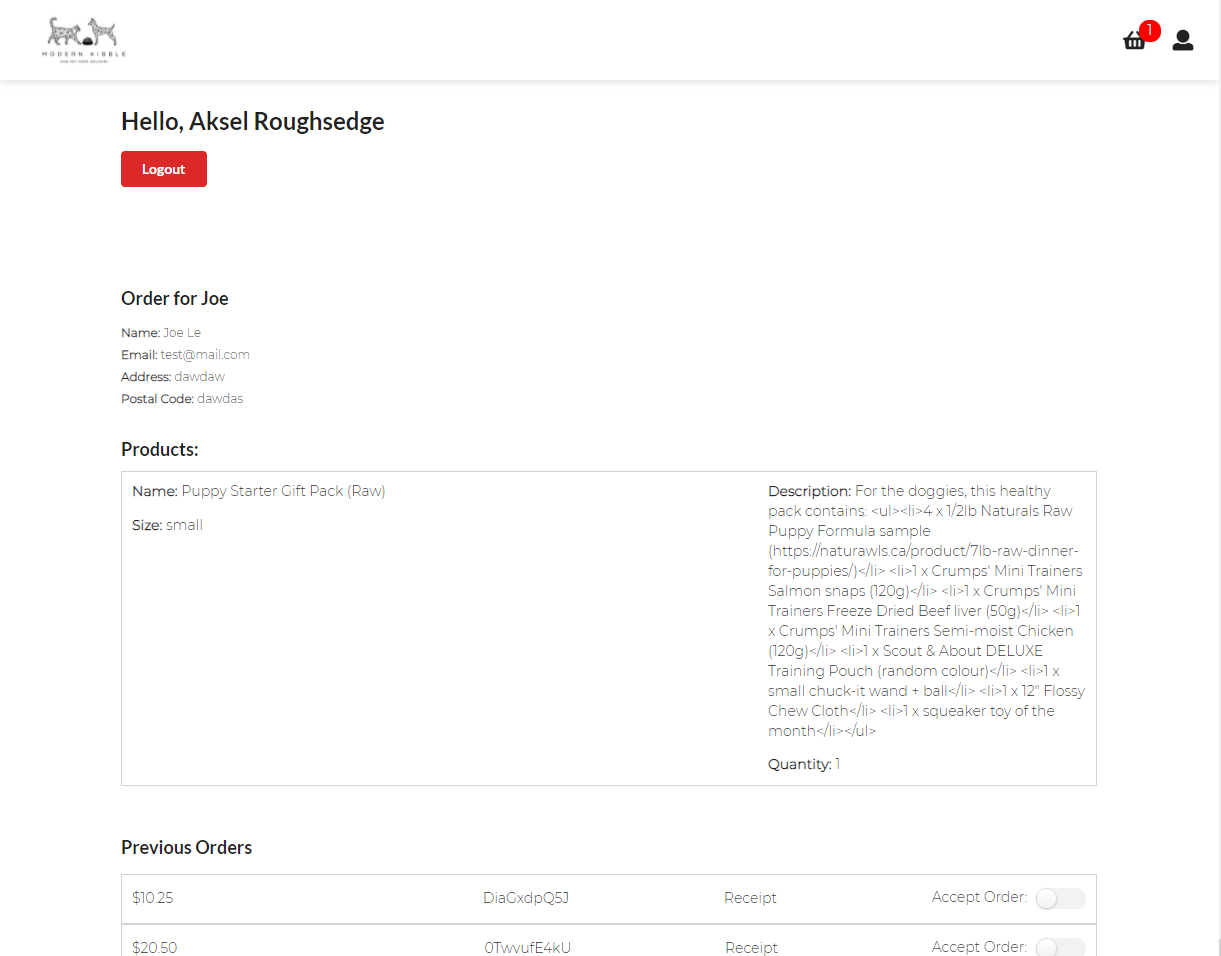 MODERN KIBBLE
RAW PET FOOD DELIVERY
1
Hello, Aksel Roughsedge
Logout
Order for Joe
Name: Joe Le
Email: test@mail.com
Address: dawdaw
Postal Code: dawdas
Products:
Name: Puppy Starter Gift Pack (Raw)
Size: small
Description: For the doggies, this healthy
pack contains: <ul><li>4 x 1/2lb Naturals Raw
Puppy Formula sample
(https://naturawls.ca/product/7lb-raw-dinner-
for-puppies/)</li> <li>1 x Crumps' Mini Trainers
Salmon snaps (120g)</li> <li>1 x Crumps' Mini
Trainers Freeze Dried Beef liver (50g)</li> <li>1
x Crumps' Mini Trainers Semi-moist Chicken
(120g)</li> <li>1 x Scout & About DELUXE
Training Pouch (random colour)</li> <li>1 x
small chuck-it wand + ball</li> <li>1 x 12" Flossy
Chew Cloth</li> <li>1 x squeaker toy of the
month</li></ul>
Quantity: 1
Previous Orders
$10.25 DiaGxdpQ5J Receipt Accept Order:
$20.50 0TwvufE4kU Receipt Accept Order: